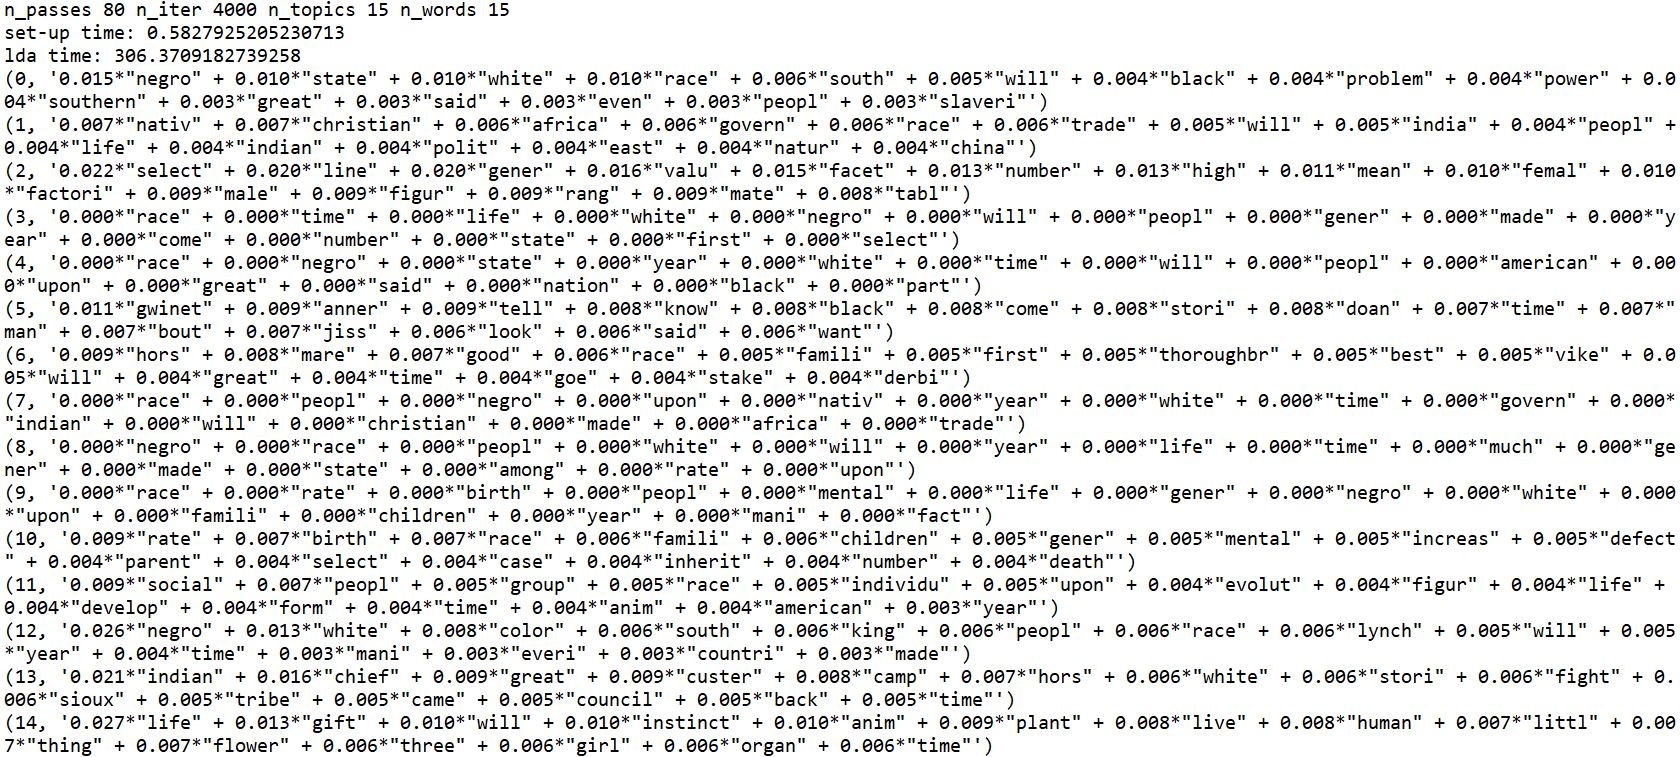 n_passes 80 n_iter 4000 n_topics 15 n_words 15
set-up time: 0.5827925205230713
lda time: 306.3709182739258
(0, '0.015*"negro" + 0.010*"state" + 0.010*"white" + 0.010*"race" + 0.006*"south" + 0.005*"will" + 0.004*"black" + 0.004*"problem" + 0.004*"power" + 0.0
04*"southern" + 0.003*"great" + 0.003*"said" + 0.003*"even" + 0.003*"peopl" + 0.003*"slaveri"')
(1, '0.007*"nativ" + 0.007*"christian" + 0.006*"africa" + 0.006*"govern" + 0.006*"race" + 0.006*"trade" + 0.005*"will" + 0.005*"india" + 0.004*"peopl" +
0.004*"life" + 0.004*"indian" + 0.004*"polit" + 0.004*"east" + 0.004*"natur" + 0.004*"china"')
(2, '0.022*"select" + 0.020*"line" + 0.020*"gener" + 0.016*"valu" + 0.015*"facet" + 0.013*"number" + 0.013*"high" + 0.011*"mean" + 0.010*"femal" + 0.010
*"factori" + 0.009*"male" + 0.009*"figur" + 0.009*"rang" + 0.009*"mate" + 0.008*"tabl"')
(3, '0.000*"race" + 0.000*"time" + 0.000*"life" + 0.000*"white" + 0.000*"negro" + 0.000*"will" + 0.000*"peopl" + 0.000*"gener" + 0.000*"made" + 0.000*"y
ear" + 0.000*"come" + 0.000*"number" + 0.000*"state" + 0.000*"first" + 0.000*"select"')
(4, '0.000*"race" + 0.000*"negro" + 0.000*"state" + 0.000*"year" + 0.000*"white" + 0.000*"time" + 0.000*"will" + 0.000*"peopl" + 0.000*"american" + 0.00
0*"upon" + 0.000*"great" + 0.000*"said" + 0.000*"nation" + 0.000*"black" + 0.000*"part"')
(5, '0.011*"gwinet" + 0.009*"anner" + 0.009*"tell" + 0.008*"know" + 0.008*"black" + 0.008*"come" + 0.008*"stori" + 0.008*"doan" + 0.007*"time" + 0.007*"
man" + 0.007*"bout" + 0.007*"jiss" + 0.006*"look" + 0.006*"said" + 0.006*"want"')
(6, '0.009*"hors" + 0.008*"mare" + 0.007*"good" + 0.006*"race" + 0.005*"famili" + 0.005*"first" + 0.005*"thoroughbr" + 0.005*"best" + 0.005*"vike" + 0.0
05*"will" + 0.004*"great" + 0.004*"time" + 0.004*"goe" + 0.004*"stake" + 0.004*"derbi"')
(7, '0.000*"race" + 0.000*"peopl" + 0.000*"negro" + 0.000*"upon" + 0.000*"nativ" + 0.000*"year" + 0.000*"white" + 0.000*"time" + 0.000*"govern" + 0.000*
"indian" + 0.000*"will" + 0.000*"christian" + 0.000*"made" + 0.000*"africa" + 0.000*"trade"')
(8, '0.000*"negro" + 0.000*"race" + 0.000*"peopl" + 0.000*"white" + 0.000*"will" + 0.000*"year" + 0.000*"life" + 0.000*"time" + 0.000*"much" + 0.000*"ge
ner" + 0.000*"made" + 0.000*"state" + 0.000*"among" + 0.000*"rate" + 0.000*"upon"')
(9, '0.000*"race" + 0.000*"rate" + 0.000*"birth" + 0.000*"peopl" + 0.000*"mental" + 0.000*"life" + 0.000*"gener" + 0.000*"negro" + 0.000*"white" + 0.000
*"upon" + 0.000*"famili" + 0.000*"children" + 0.000*"year" + 0.000*"mani" + 0.000*"fact"')
(10, '0.009*"rate" + 0.007*"birth" + 0.007*"race" + 0.006*"famili" + 0.006*"children" + 0.005*"gener" + 0.005*"mental" + 0.005*"increas" + 0.005*"defect
" + 0.004*"parent" + 0.004*"select" + 0.004*"case" + 0.004*"inherit" + 0.004*"number" + 0.004*"death"')
(11, '0.009*"social" + 0.007*"peopl" + 0.005*"group" + 0.005*"race" + 0.005*"individu" + 0.005*"upon" + 0.004*"evolut" + 0.004*"figur" + 0.004*"life" +
0.004*"develop" + 0.004*"form" + 0.004*"time" + 0.004*"anim" + 0.004*"american" + 0.003*"year"')
(12, '0.026*"negro" + 0.013*"white" + 0.008*"color" + 0.006*"south" + 0.006*"king" + 0.006*"peopl" + 0.006*"race" + 0.006*"lynch" + 0.005*"will" + 0.005
*"year" + 0.004*"time" + 0.003*"mani" + 0.003*"everi" + 0.003*"countri" + 0.003*"made"')
(13, '0.021*"indian" + 0.016*"chief" + 0.009*"great" + 0.009*"custer" + 0.008*"camp" + 0.007*"hors" + 0.006*"white" + 0.006*"stori" + 0.006*"fight" + 0.
006*"sioux" + 0.005*"tribe" + 0.005*"came" + 0.005*"council" + 0.005*"back" + 0.005*"time"')
(14, '0.027*"life" + 0.013*"gift" + 0.010*"will" + 0.010*"instinct" + 0.010*"anim" + 0.009*"plant" + 0.008*"live" + 0.008*"human" + 0.007*"littl" + 0.00
7*"thing" + 0.007*"flower" + 0.006*"three" + 0.006*"girl" + 0.006*"organ" + 0.006*"time"')